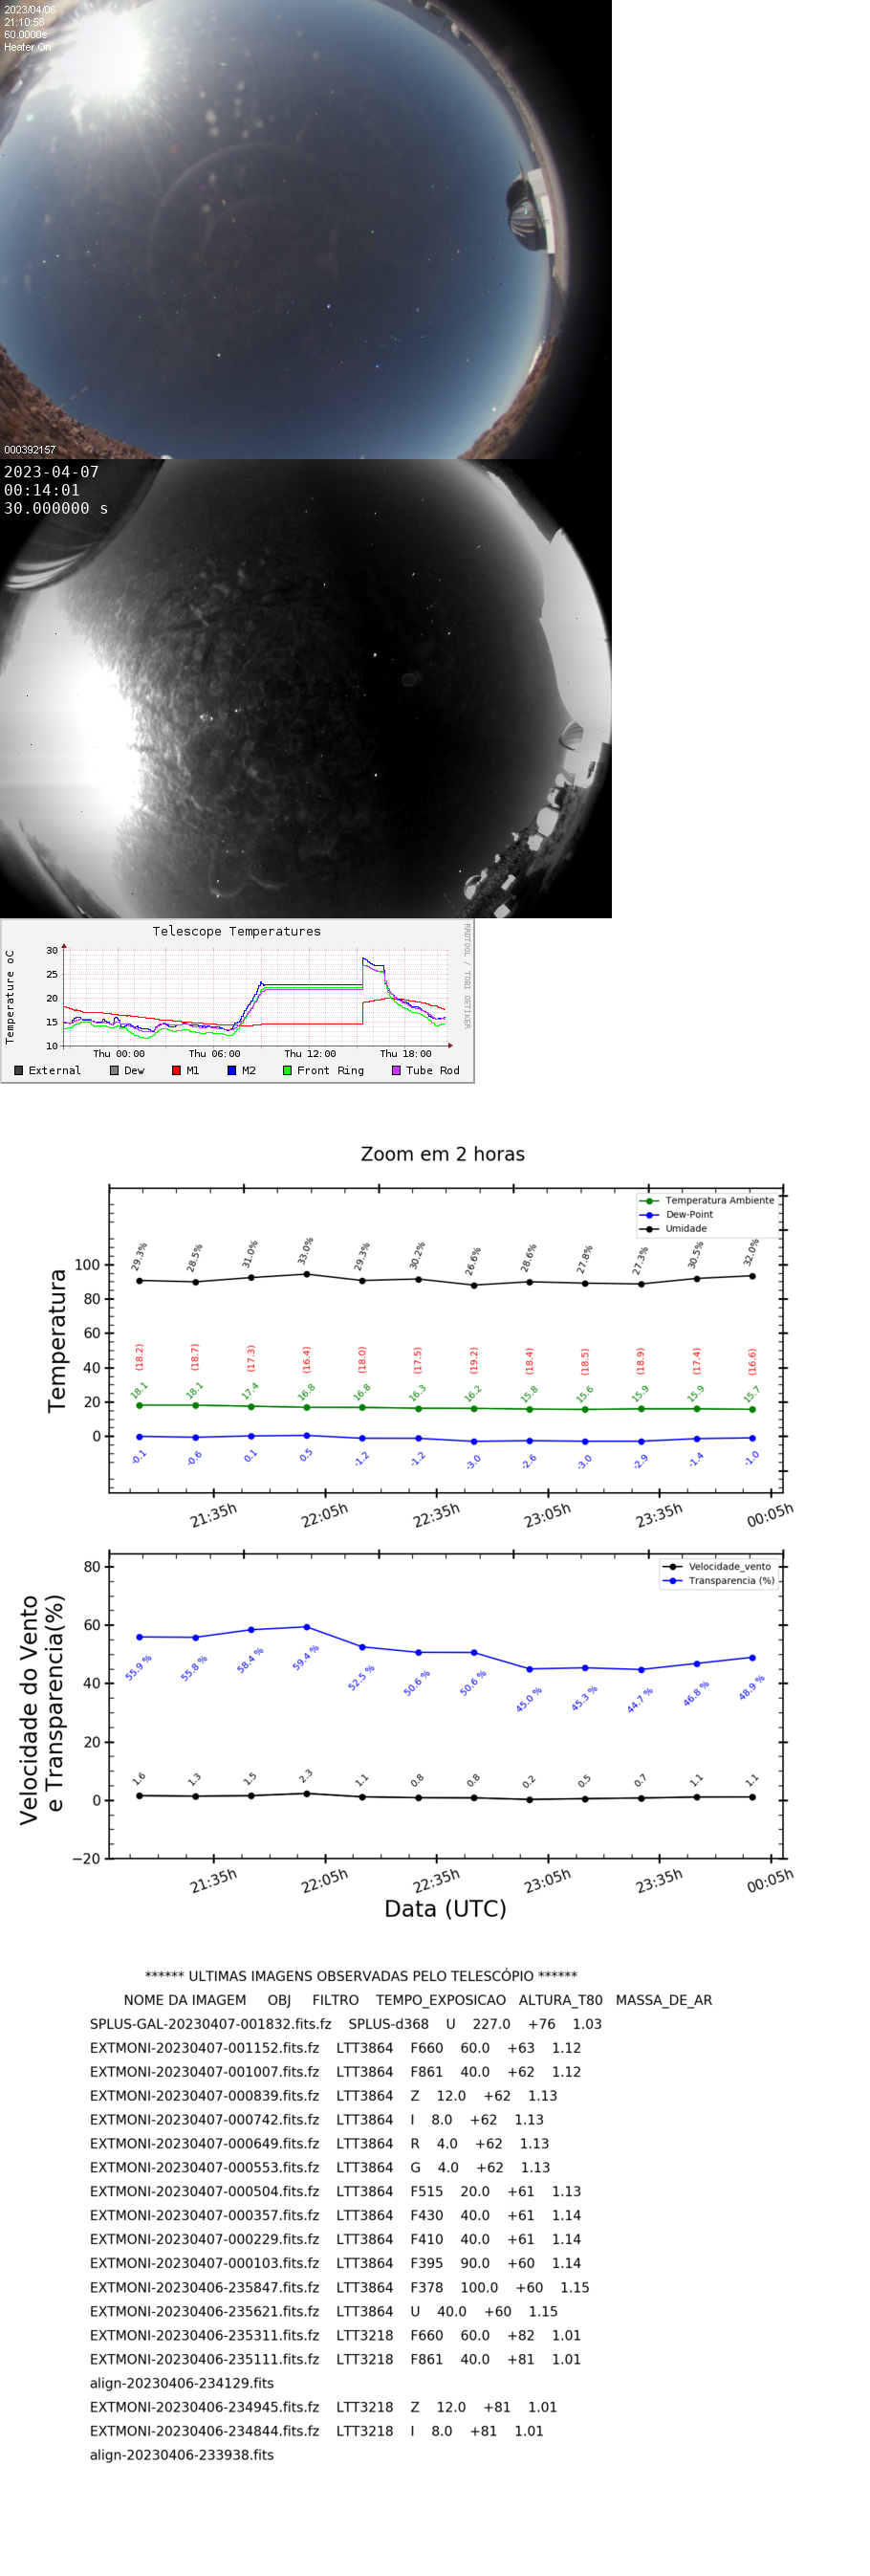 2023/04/06
21:10:58
60.0000s
Heater On
000392157
2023-04-07
00:14:01
30.000000 s
Telescope Temperatures
RRDTOOL / TOBI OETIKER
Temperature oC
30
25
20
15
10
Thu 00:00 Thu 06:00 Thu 12:00 Thu 18:00
External Dew M1 M2 Front Ring Tube Rod
Zoom em 2 horas
Temperatura Ambiente
Dew-Point
Umidade
Temperatura
100
80
60
40
20
0
29.3% 28.5% 31.0% 33.0% 29.3% 30.2% 26.6% 28.6% 27.8% 27.3% 30.5% 32.0%
(18.2) (18.7) (17.3) (16.4) (18.0) (17.5) (19.2) (18.4) (18.5) (18.9) (17.4) (16.6)
18.1 18.1 17.4 16.8 16.8 16.3 16.2 15.8 15.6 15.9 15.9 15.7
-0.1 -0.6 0.1 0.5 -1.2 -1.2 -3.0 -2.6 -3.0 -2.9 -1.4 -1.0
21:35h 22:05h 22:35h 23:05h 23:35h 00:05h
Velocidade_vento
Transparencia (%)
Velocidade do Vento
e Transparencia(%)
80
60
40
20
0
−20
55.9 % 55.8 % 58.4 % 59.4 % 52.5 % 50.6 % 50.6 % 45.0 % 45.3 % 44.7 % 46.8 % 48.9 %
1.6 1.3 1.5 2.3 1.1 0.8 0.8 0.2 0.5 0.7 1.1 1.1
21:35h 22:05h 22:35h 23:05h 23:35h 00:05h
Data (UTC)
****** ULTIMAS IMAGENS OBSERVADAS PELO TELESCÓPIO ******
NOME DA IMAGEM OBJ FILTRO TEMPO_EXPOSICAO ALTURA_T80 MASSA_DE_AR
SPLUS-GAL-20230407-001832.fits.fz SPLUS-d368 U 227.0 +76 1.03
EXTMONI-20230407-001152.fits.fz LTT3864 F660 60.0 +63 1.12
EXTMONI-20230407-001007.fits.fz LTT3864 F861 40.0 +62 1.12
EXTMONI-20230407-000839.fits.fz LTT3864 Z 12.0 +62 1.13
EXTMONI-20230407-000742.fits.fz LTT3864 I 8.0 +62 1.13
EXTMONI-20230407-000649.fits.fz LTT3864 R 4.0 +62 1.13
EXTMONI-20230407-000553.fits.fz LTT3864 G 4.0 +62 1.13
EXTMONI-20230407-000504.fits.fz LTT3864 F515 20.0 +61 1.13
EXTMONI-20230407-000357.fits.fz LTT3864 F430 40.0 +61 1.14
EXTMONI-20230407-000229.fits.fz LTT3864 F410 40.0 +61 1.14
EXTMONI-20230407-000103.fits.fz LTT3864 F395 90.0 +60 1.14
EXTMONI-20230406-235847.fits.fz LTT3864 F378 100.0 +60 1.15
EXTMONI-20230406-235621.fits.fz LTT3864 U 40.0 +60 1.15
EXTMONI-20230406-235311.fits.fz LTT3218 F660 60.0 +82 1.01
EXTMONI-20230406-235111.fits.fz LTT3218 F861 40.0 +81 1.01
align-20230406-234129.fits
EXTMONI-20230406-234945.fits.fz LTT3218 Z 12.0 +81 1.01
EXTMONI-20230406-234844.fits.fz LTT3218 I 8.0 +81 1.01
align-20230406-233938.fits